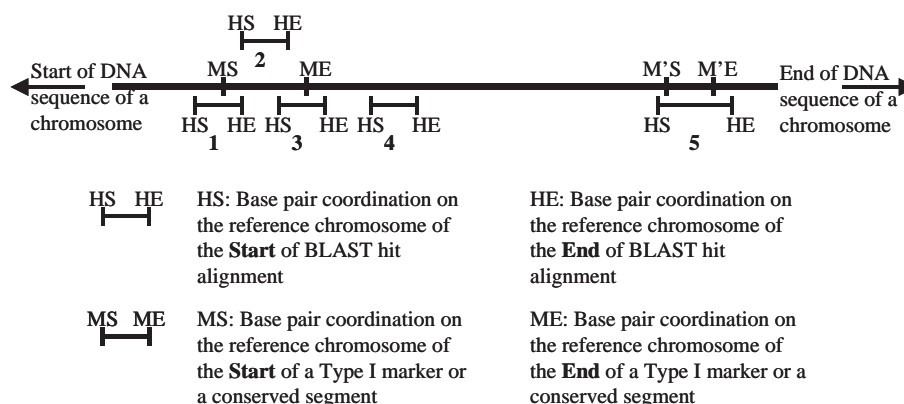 HS HE
2
Start of DNA
sequence of a
chromosome
MS
ME
M’S M’E
End of DNA
sequence of a
chromosome
HS HE
1
HS HE
3
HS HE
4
HS HE
5
HS HE
HS: Base pair coordination on
the reference chromosome of
the Start of BLAST hit
alignment
HE: Base pair coordination on
the reference chromosome of
the End of BLAST hit
alignment
MS ME
MS: Base pair coordination on
the reference chromosome of
the Start of a Type I marker or
a conserved segment
ME: Base pair coordination on
the reference chromosome of
the End of a Type I marker or a
conserved segment